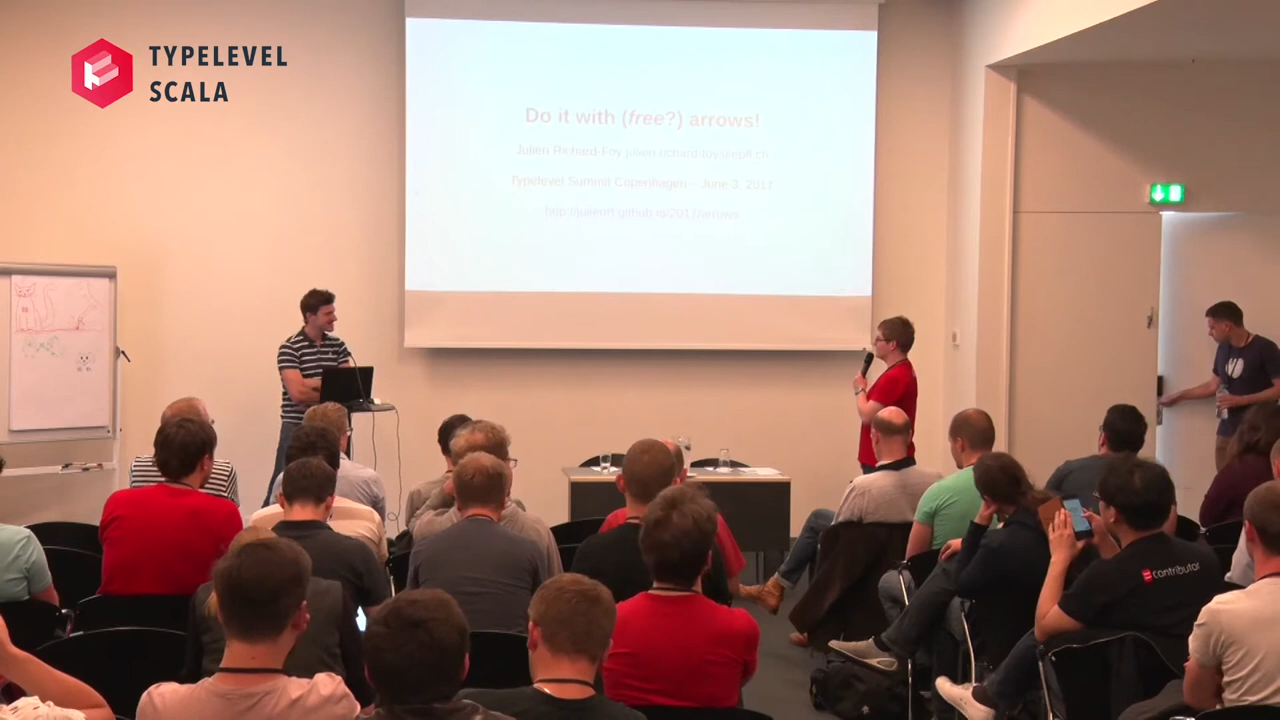 TYPELEVEL
SCALA
Do it with (free?) arrows!
Julien Richard-Foy julien.richard-foy@epfl.ch
Typelevel Summit Copenhagen – June 3, 2017
http://julienrf.github.io/2017/arrows
contributor